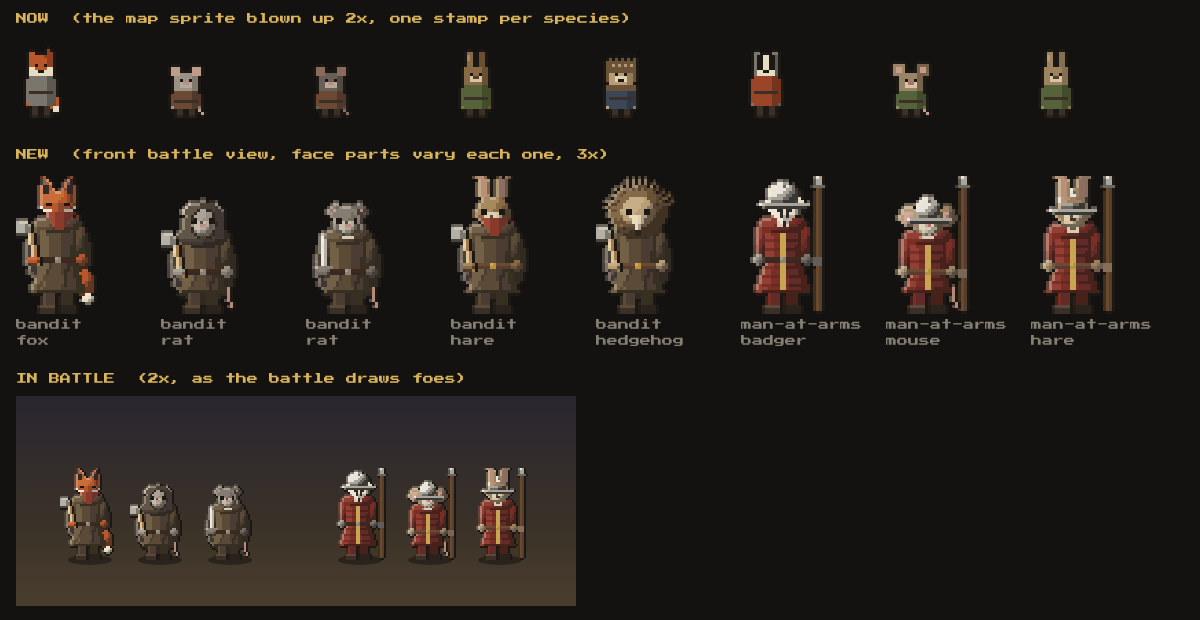 NOW (the map sprite blown up 2x, one stamp per species)
NEW (front battle view, face parts vary each one, 3x)
bandit fox
bandit rat
bandit rat
bandit hare
bandit hedgehog
man-at-arms badger
man-at-arms mouse
man-at-arms hare
IN BATTLE (2x, as the battle draws foes)